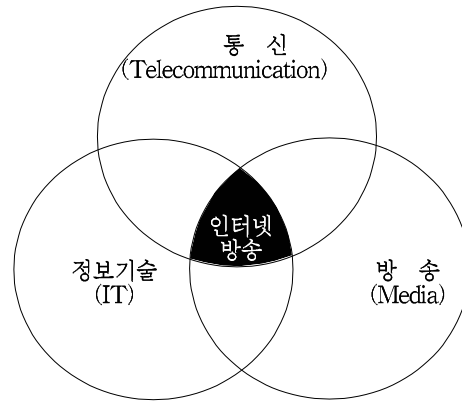 통 신
(Telecommunication)
인터넷
방송
정보기술
(IT)
방 송
(Media)